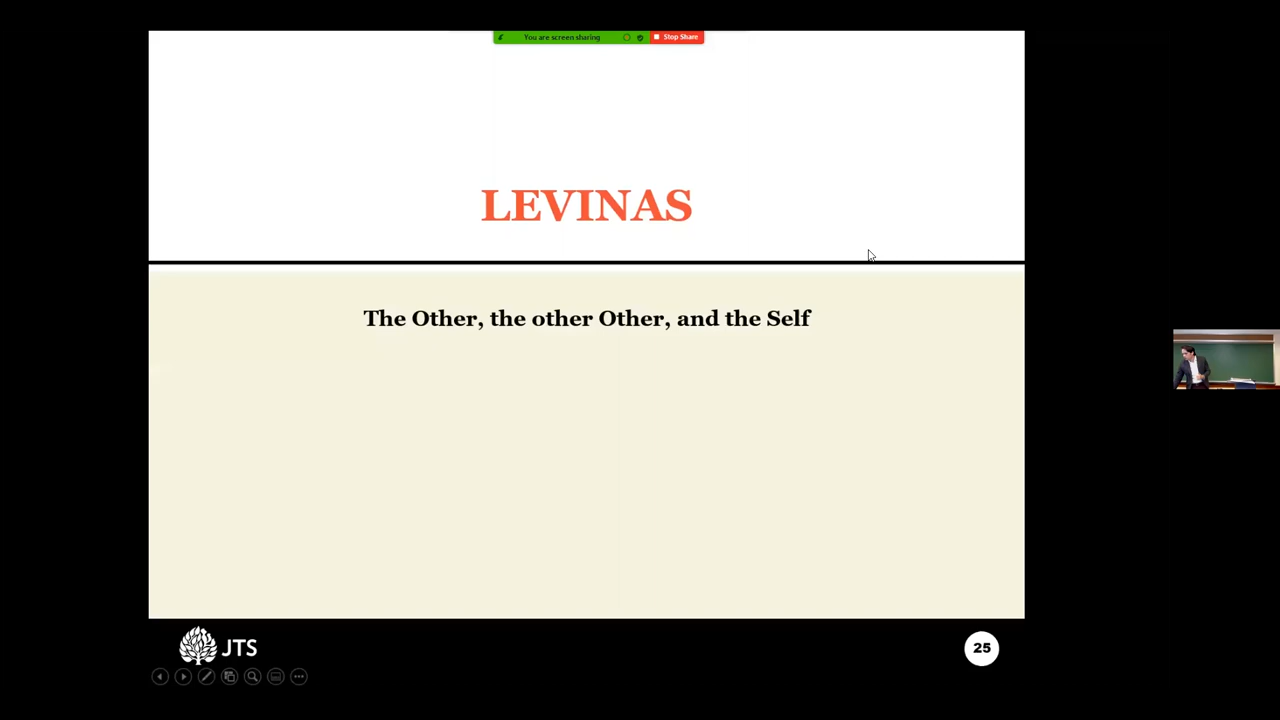 You are screen sharing
Stop Share
LEVINAS
The Other, the other Other, and the Self
JTS
25